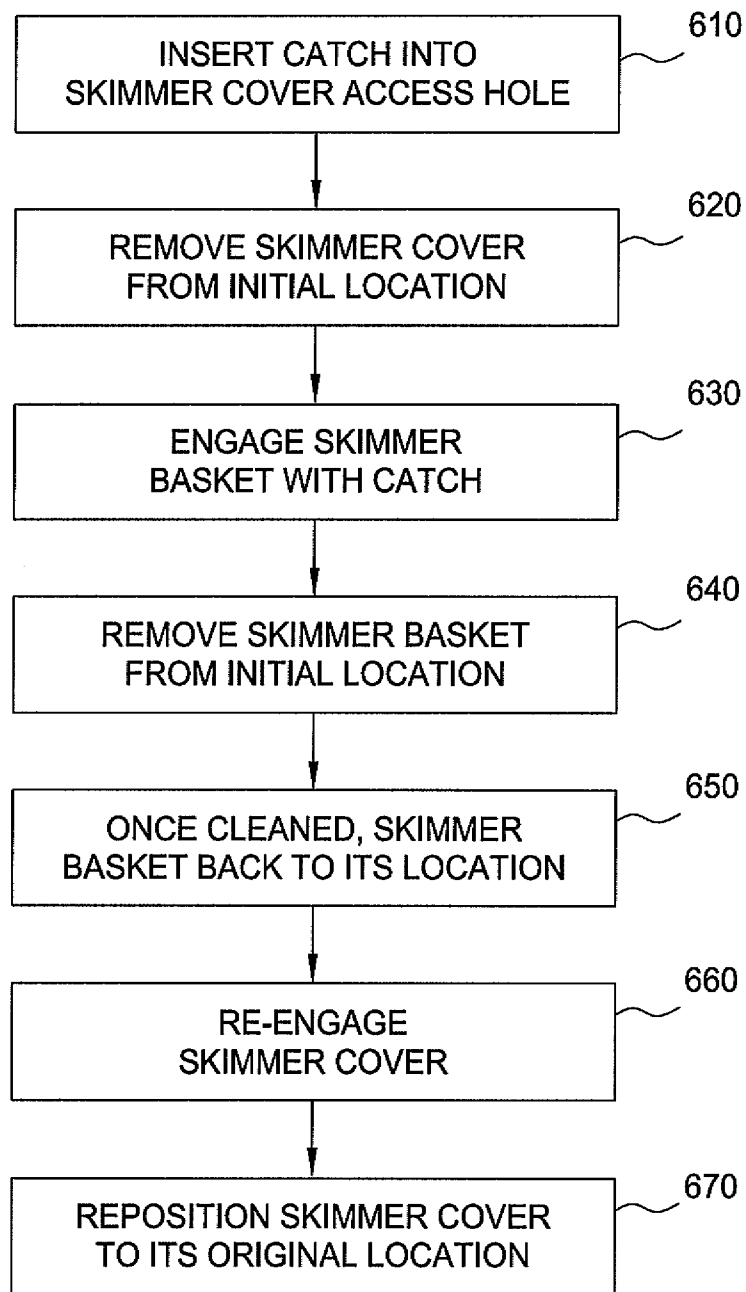 610
INSERT CATCH INTO
SKIMMER COVER ACCESS HOLE
620
REMOVE SKIMMER COVER
FROM INITIAL LOCATION
630
ENGAGE SKIMMER
BASKET WITH CATCH
640
REMOVE SKIMMER BASKET
FROM INITIAL LOCATION
650
ONCE CLEANED, SKIMMER
BASKET BACK TO ITS LOCATION
660
RE-ENGAGE
SKIMMER COVER
670
REPOSITION SKIMMER COVER
TO ITS ORIGINAL LOCATION